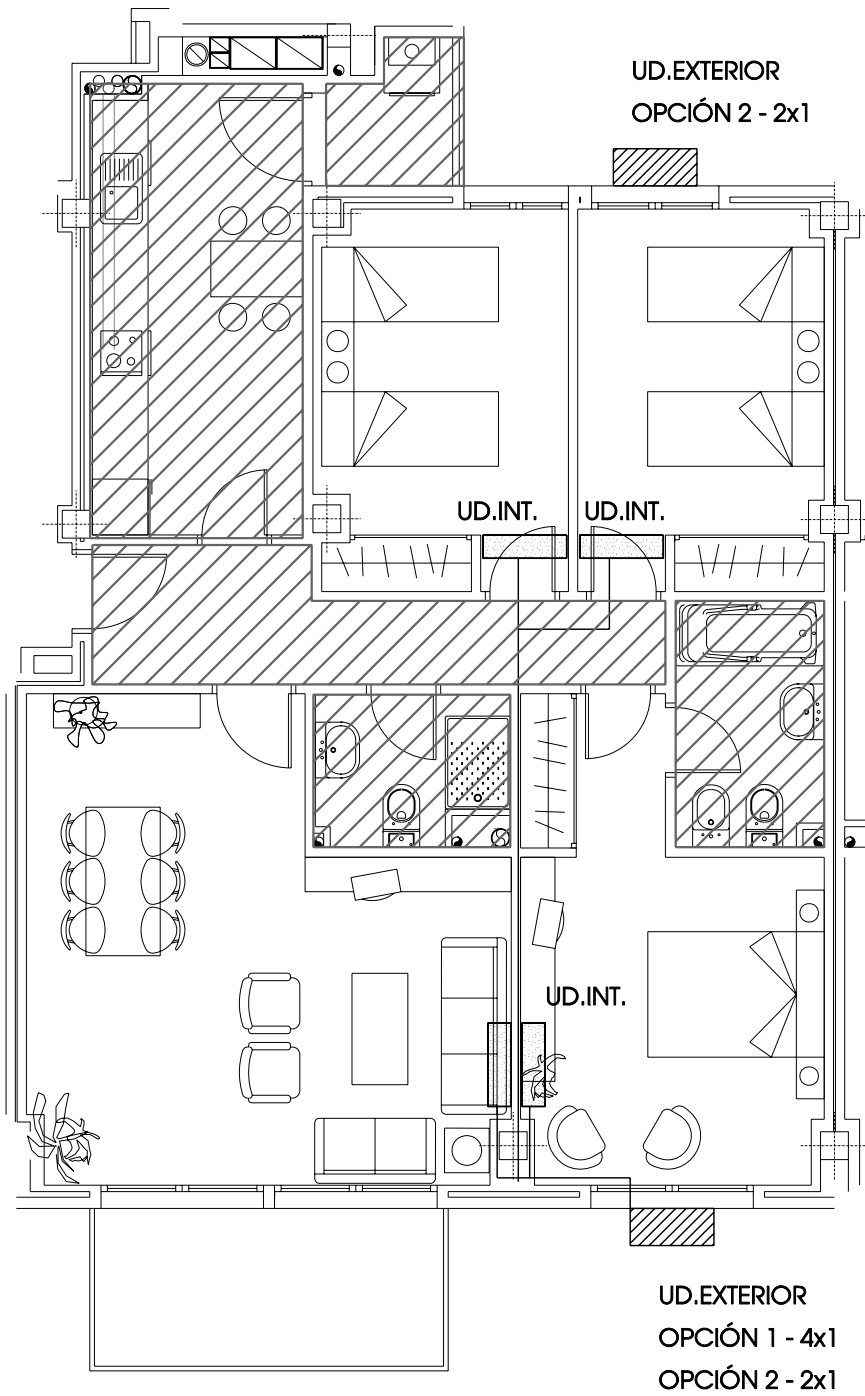 UD.EXTERIOR
OPCIÓN 2 - 2x1
UD.INT.
UD.INT.
UD.INT.
UD.EXTERIOR
OPCIÓN 1 - 4x1
OPCIÓN 2 - 2x1